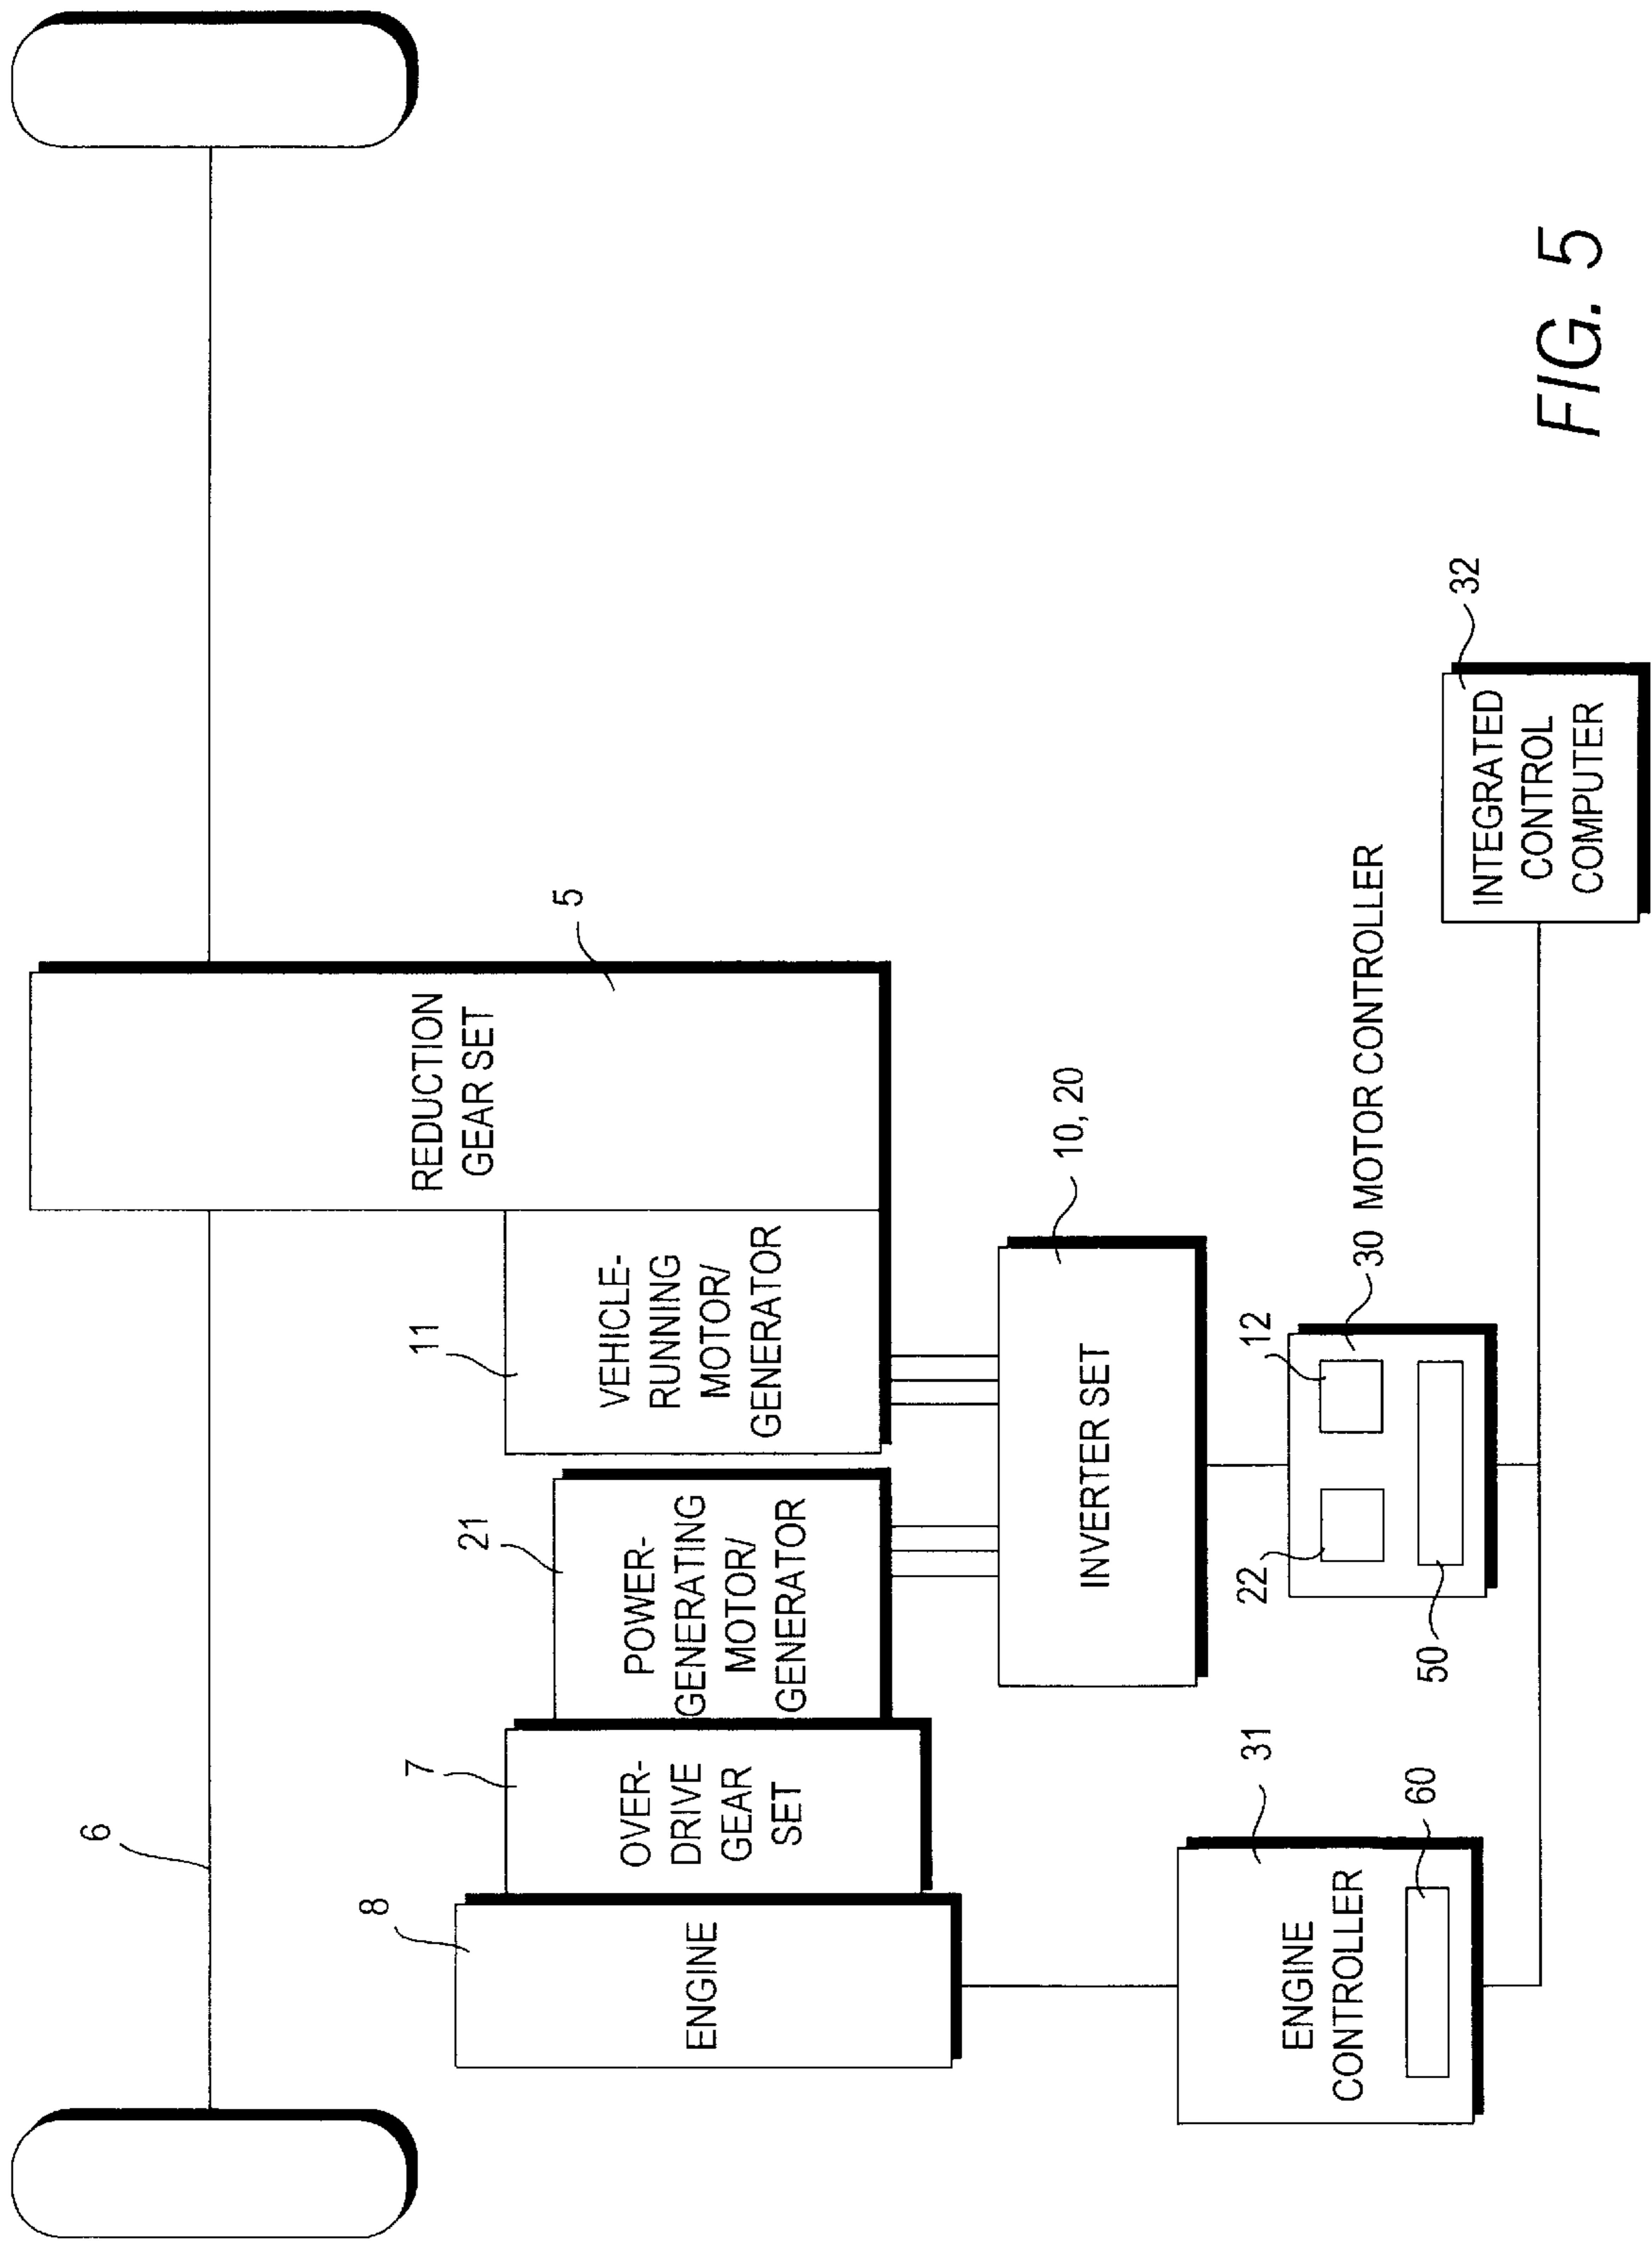 6
8
ENGINE
7
OVER-
DRIVE
GEAR
SET
21
POWER-
GENERATING
MOTOR/
GENERATOR
11
VEHICLE-
RUNNING
MOTOR/
GENERATOR
REDUCTION
GEAR SET
5
INVERTER SET
10, 20
ENGINE
CONTROLLER
31
60
22
12
50
30 MOTOR CONTROLLER
INTEGRATED
CONTROL
COMPUTER
32
FIG. 5